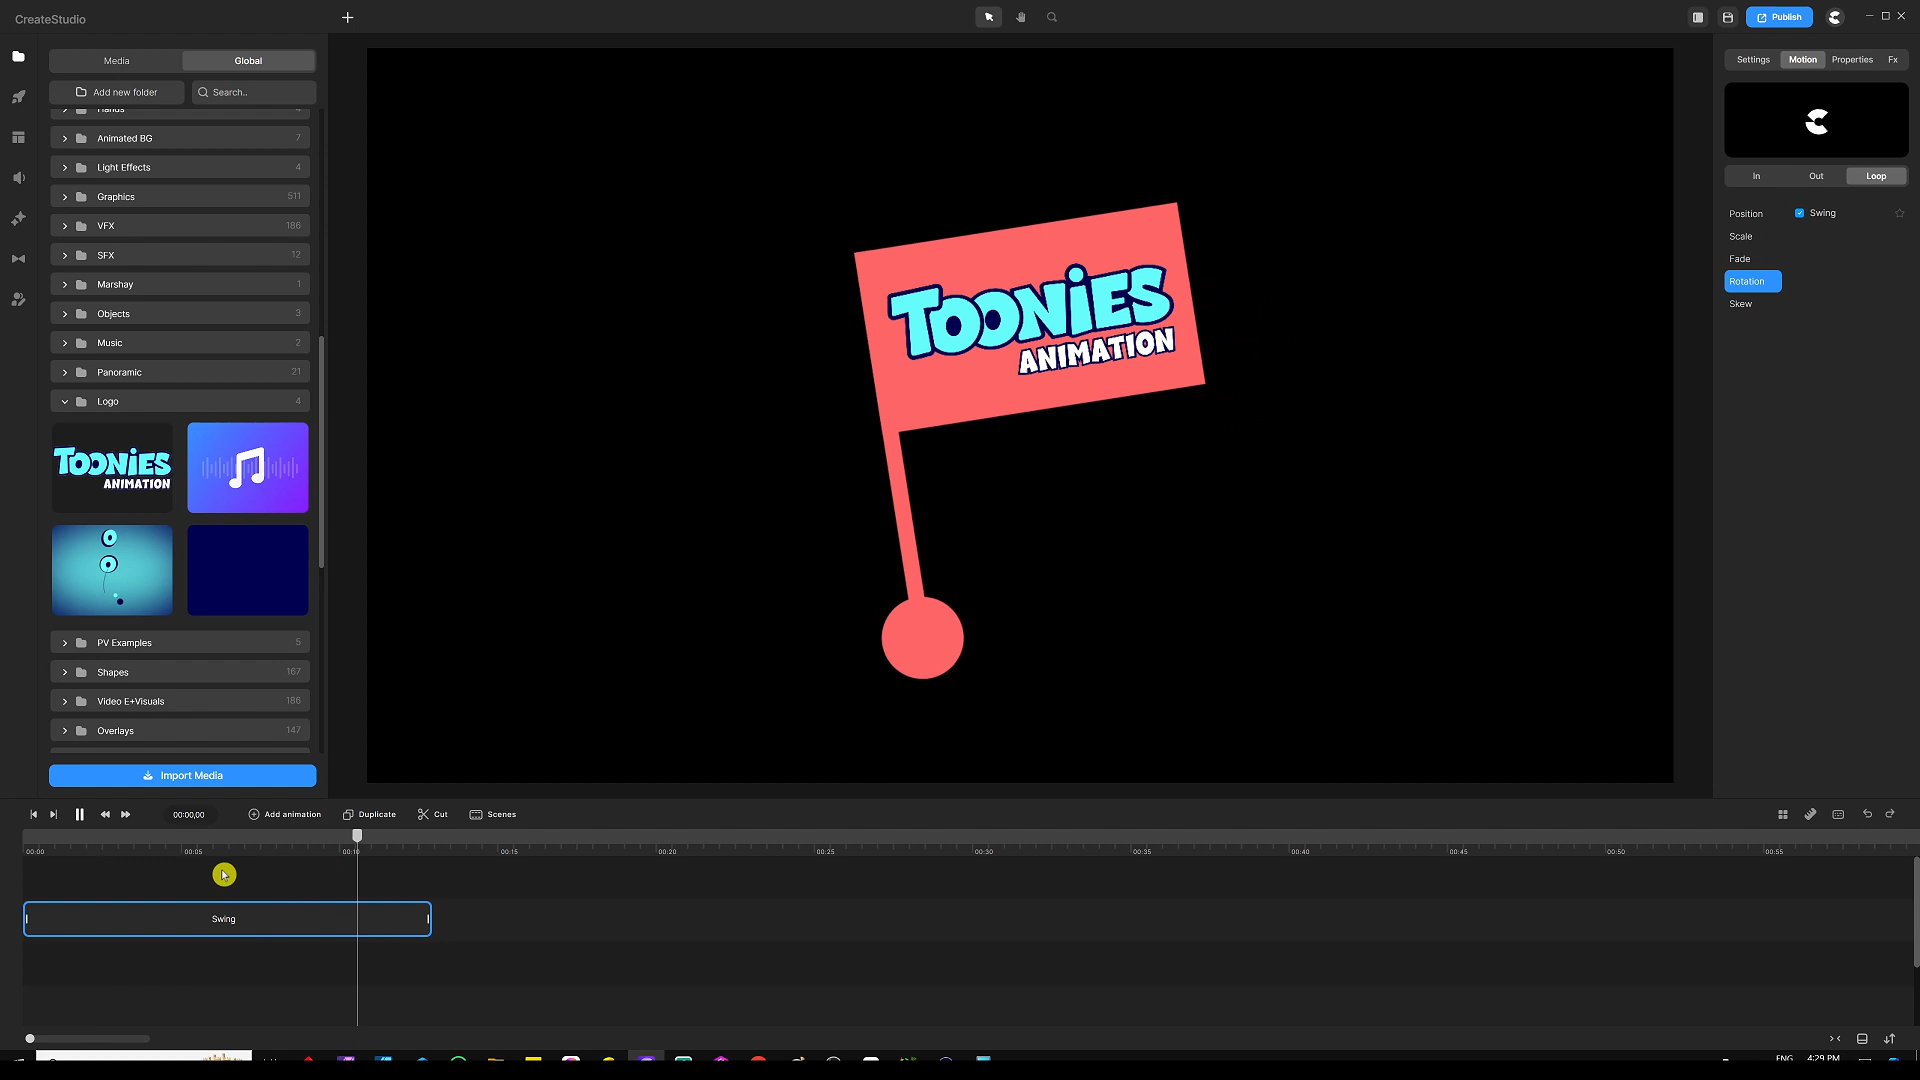 CreateStudio
Publish
Media
Global
Add new folder
Search..
Hands 4
Animated BG 7
Light Effects 4
Graphics 511
VFX 186
SFX 12
Marshay 1
Objects 3
Music 2
Panoramic 21
Logo 4
TOONiES
ANIMATION
PV Examples 5
Shapes 167
Video E+Visuals 186
Overlays 147
Import Media
TOONiES
ANIMATION
Settings
Motion
Properties
Fx
In
Out
Loop
Position
Swing
Scale
Fade
Rotation
Skew
00:00,00
Add animation
Duplicate
Cut
Scenes
00:00 00:05 00:10 00:15 00:20 00:25 00:30 00:35 00:40 00:45 00:50 00:55
Swing
ENG
4:29 PM